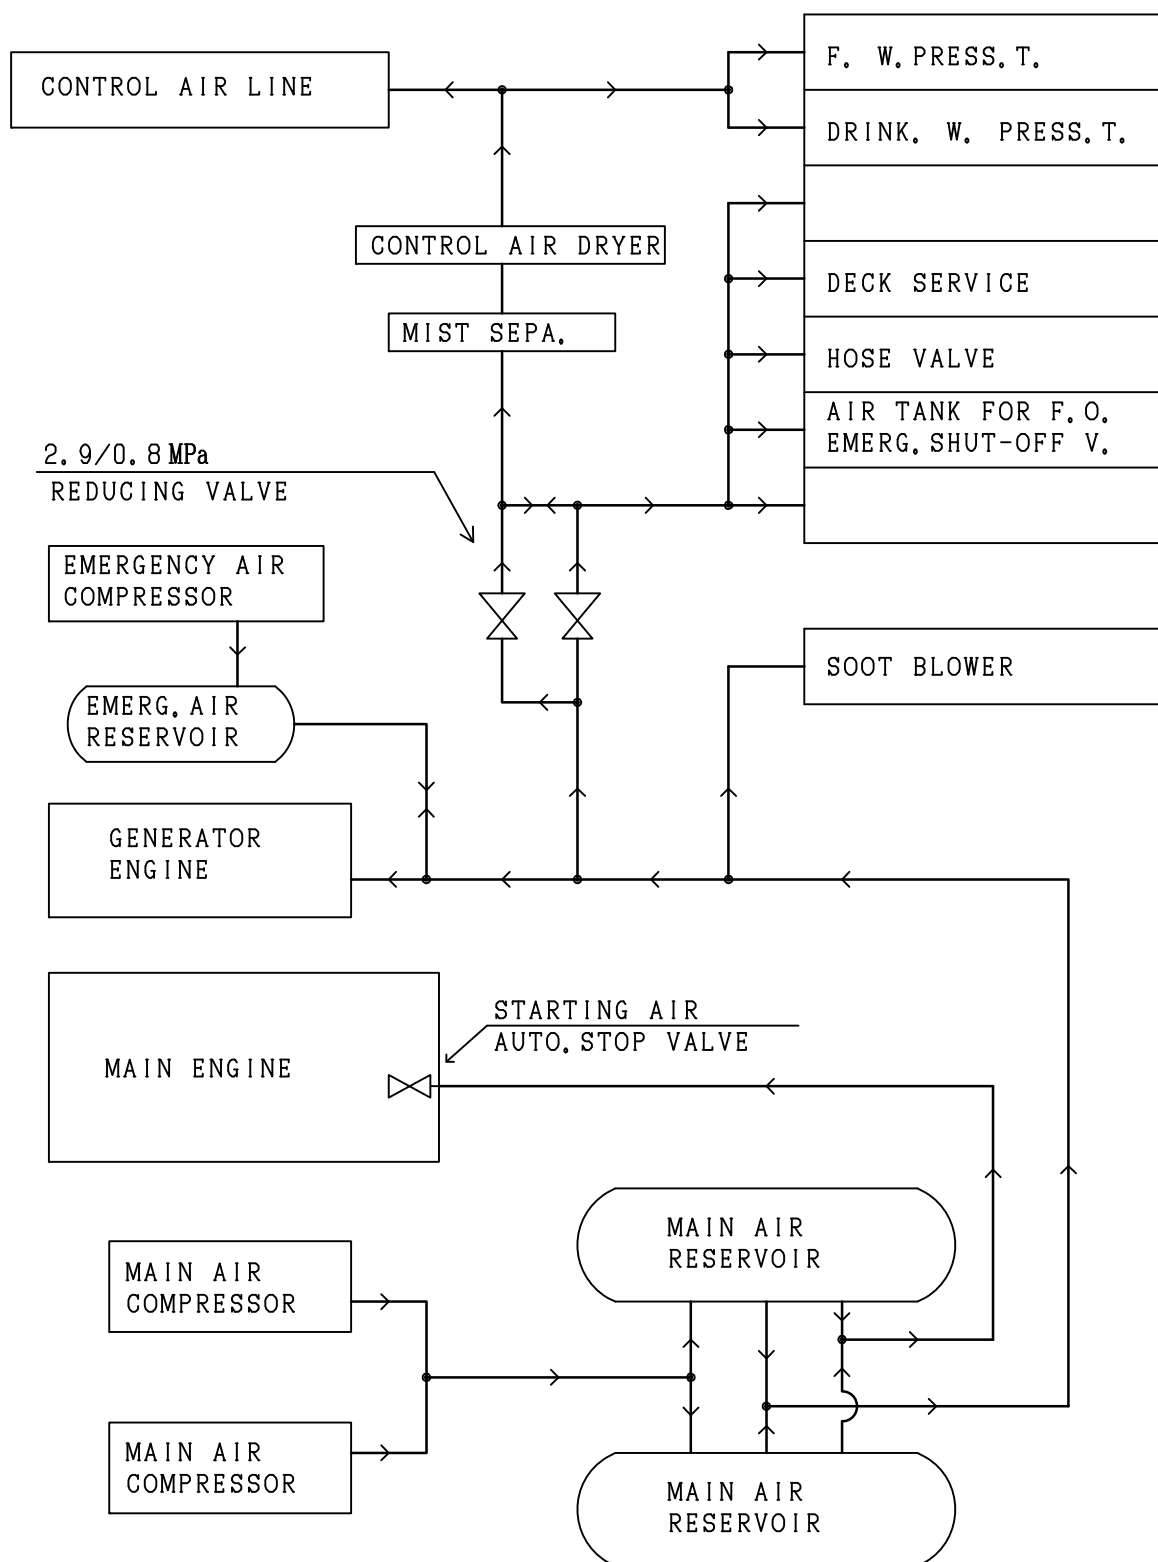 F. W. PRESS. T.
CONTROL AIR LINE
DRINK. W. PRESS. T.
CONTROL AIR DRYER
DECK SERVICE
MIST SEPA.
HOSE VALVE
AIR TANK FOR F. O.
EMERG. SHUT-OFF V.
2. 9/0. 8 MPa
REDUCING VALVE
EMERGENCY AIR
COMPRESSOR
SOOT BLOWER
EMERG. AIR
RESERVOIR
GENERATOR
ENGINE
STARTING AIR
AUTO. STOP VALVE
MAIN ENGINE
MAIN AIR
RESERVOIR
MAIN AIR
COMPRESSOR
MAIN AIR
COMPRESSOR
MAIN AIR
RESERVOIR